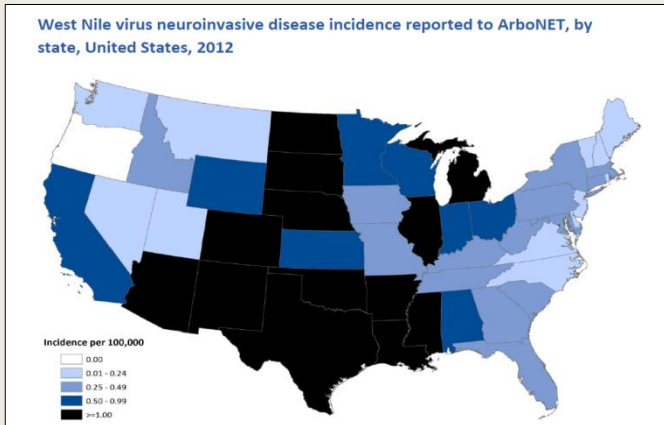 West Nile virus neuroinvasive disease incidence reported to ArboNET, by
state, United States, 2012
Incidence per 100,000
0.00
0.01 - 0.24
0.25 - 0.49
0.50 - 0.99
>=1.00